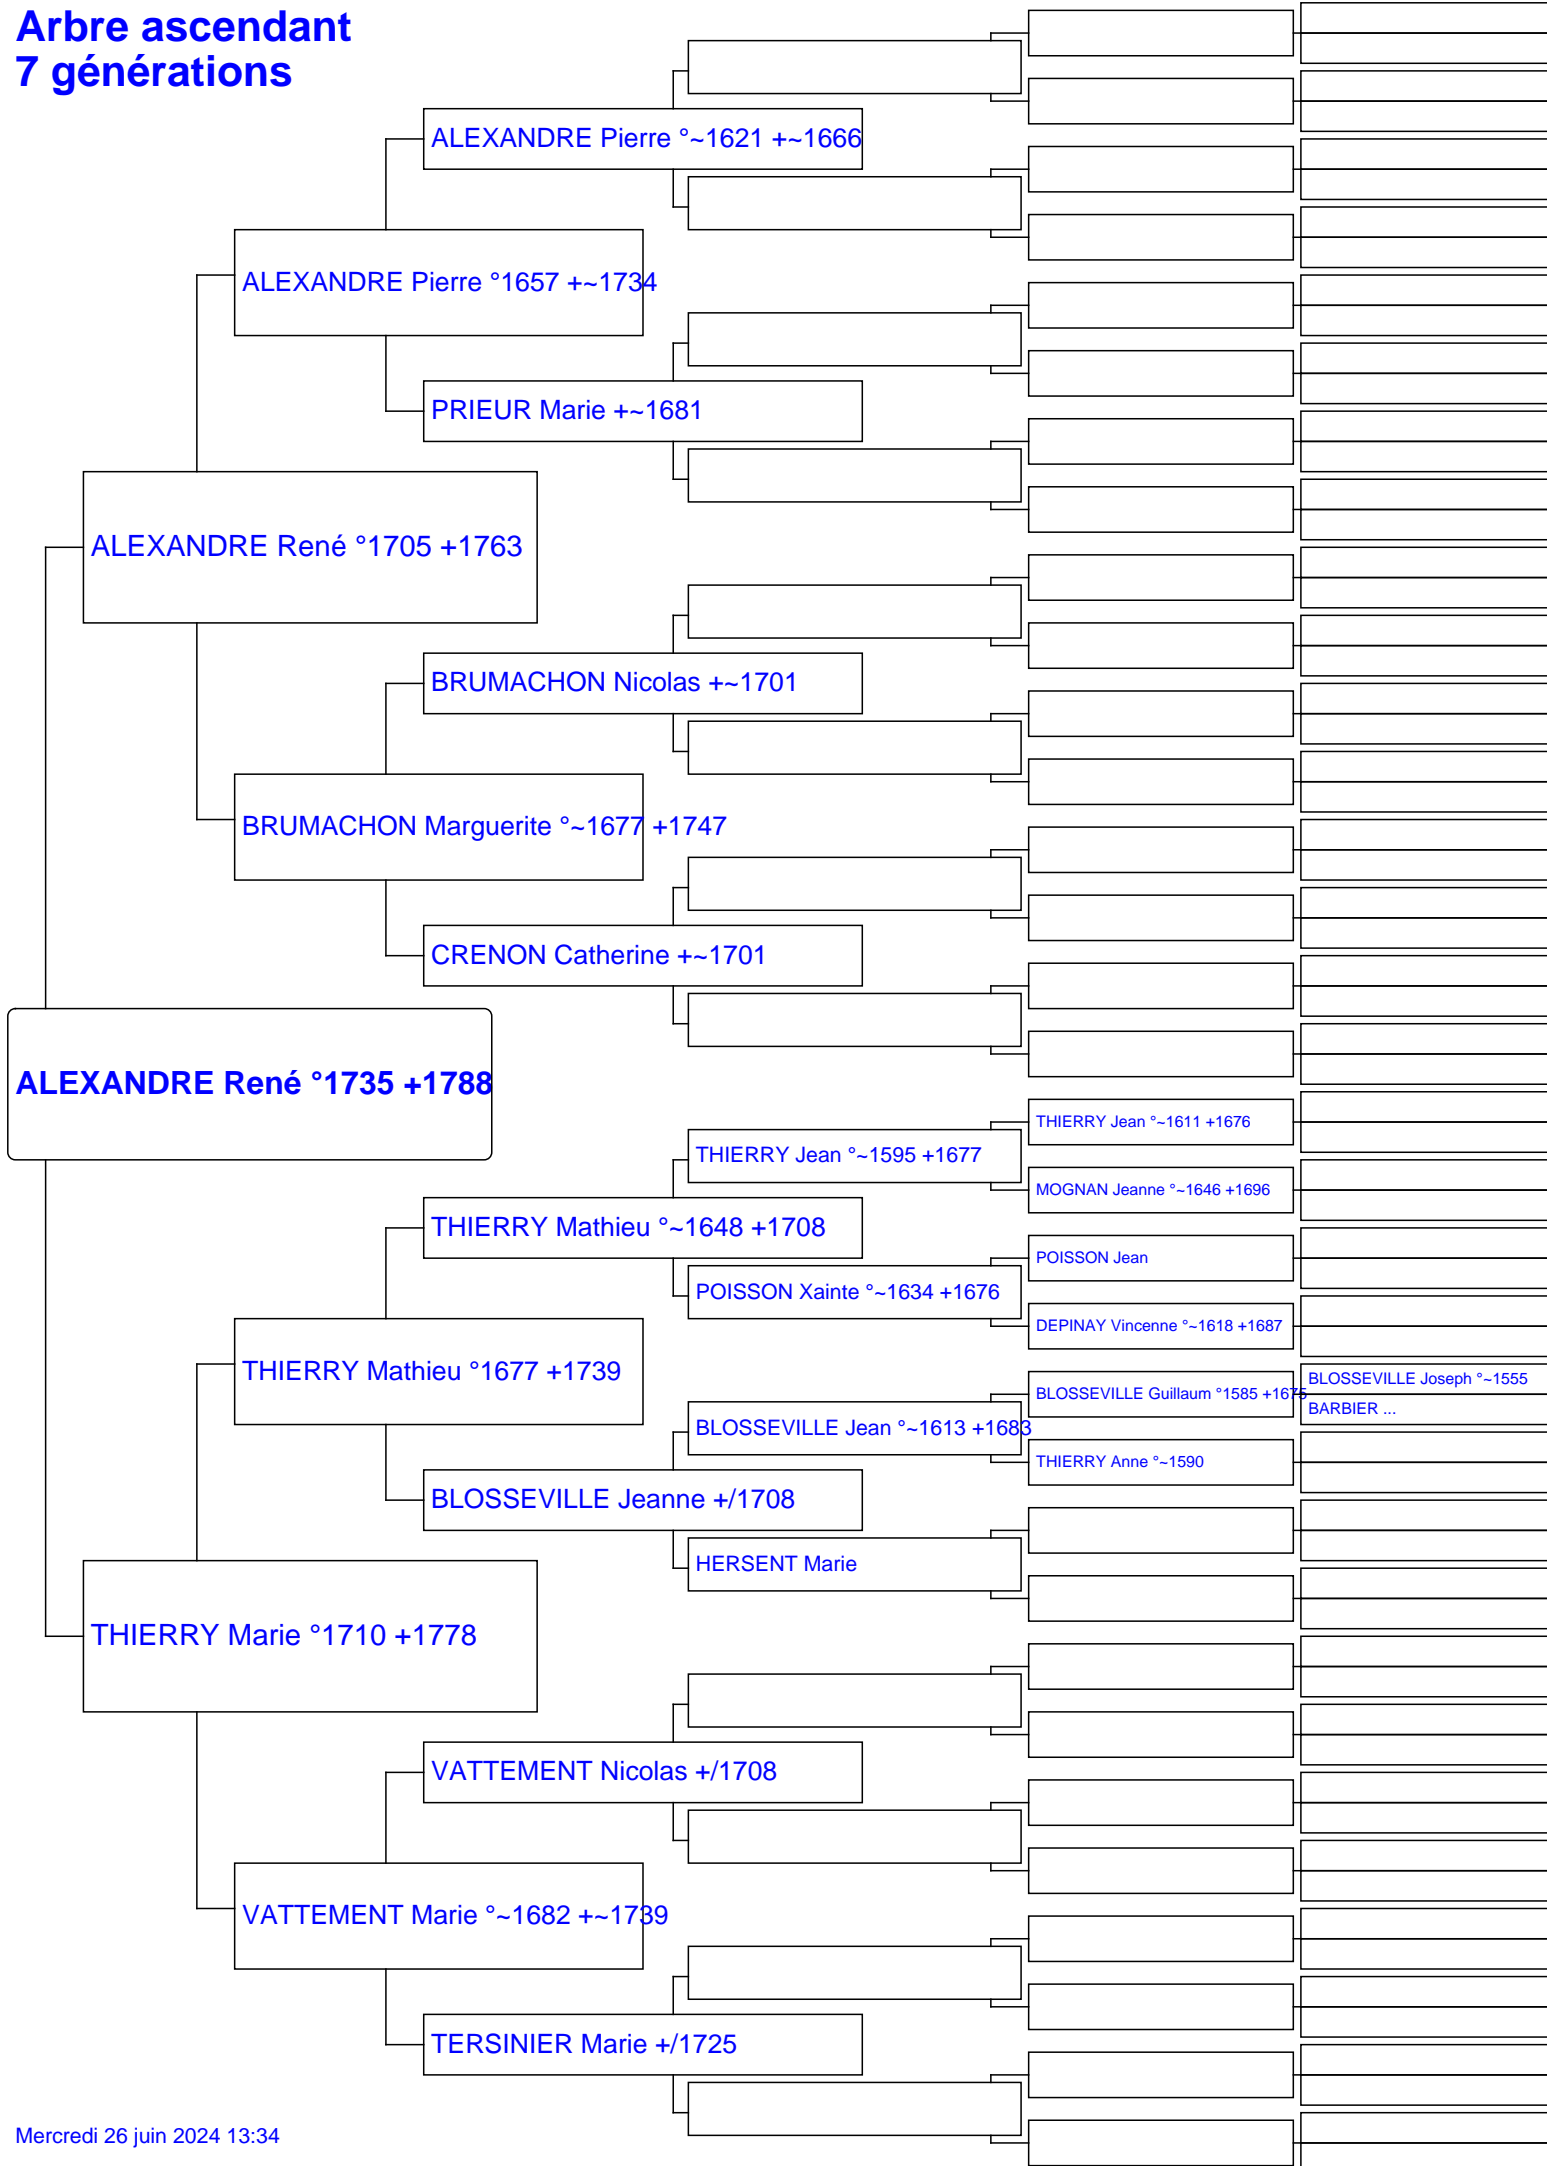 Arbre ascendant
7 générations
ALEXANDRE Pierre °~1621 +~1666
ALEXANDRE Pierre °1657 +~1734
PRIEUR Marie +~1681
ALEXANDRE René °1705 +1763
BRUMACHON Nicolas +~1701
BRUMACHON Marguerite °~1677 +1747
CRENON Catherine +~1701
ALEXANDRE René °1735 +1788
THIERRY Jean °~1611 +1676
THIERRY Jean °~1595 +1677
MOGNAN Jeanne °~1646 +1696
THIERRY Mathieu °~1648 +1708
POISSON Jean
POISSON Xainte °~1634 +1676
DEPINAY Vincenne °~1618 +1687
THIERRY Mathieu °1677 +1739
BLOSSEVILLE Joseph °~1555
BLOSSEVILLE Guillaum °1585 +1675
BARBIER ...
BLOSSEVILLE Jean °~1613 +1683
THIERRY Anne °~1590
BLOSSEVILLE Jeanne +/1708
HERSENT Marie
THIERRY Marie °1710 +1778
VATTEMENT Nicolas +/1708
VATTEMENT Marie °~1682 +~1739
TERSINIER Marie +/1725
Mercredi 26 juin 2024 13:34